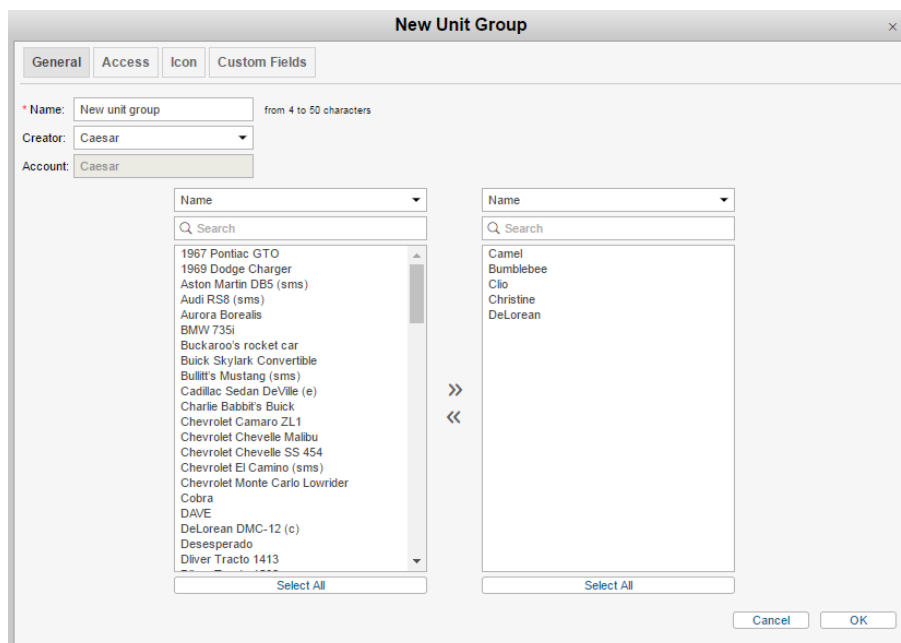 New Unit Group
×
General Access Icon Custom Fields
* Name: New unit group from 4 to 50 characters
Creator: Caesar
Account: Caesar
Name
Search
1967 Pontiac GTO
1969 Dodge Charger
Aston Martin DB5 (sms)
Audi RS8 (sms)
Aurora Borealis
BMW 735i
Buckaroo's rocket car
Buick Skylark Convertible
Bullitt's Mustang (sms)
Cadillac Sedan DeVille (e)
Charlie Babbit's Buick
Chevrolet Camaro ZL1
Chevrolet Chevelle Malibu
Chevrolet Chevelle SS 454
Chevrolet El Camino (sms)
Chevrolet Monte Carlo Lowrider
Cobra
DAVE
DeLorean DMC-12 (c)
Desesperado
Dliver Tracto 1413
Select All
»
«
Name
Search
Camel
Bumblebee
Clio
Christine
DeLorean
Select All
Cancel OK